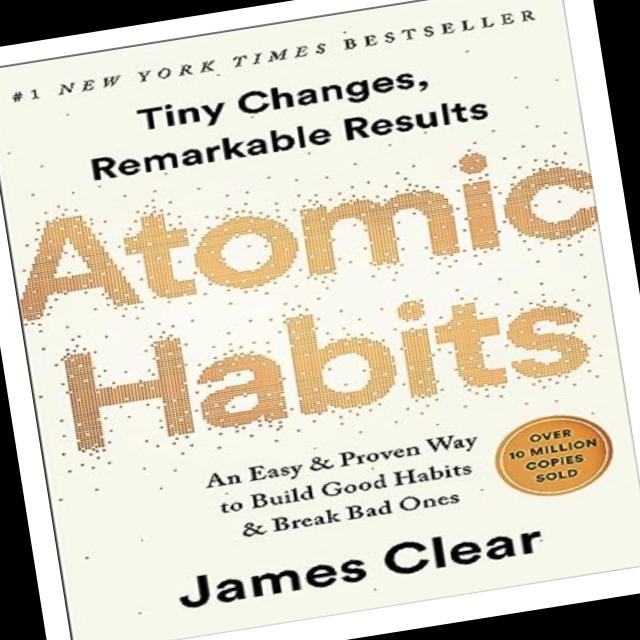 #1 NEW YORK TIMES BESTSELLER
Tiny Changes,
Remarkable Results
Atomic
Habits
An Easy & Proven Way
to Build Good Habits
& Break Bad Ones
OVER
10 MILLION
COPIES
SOLD
James Clear